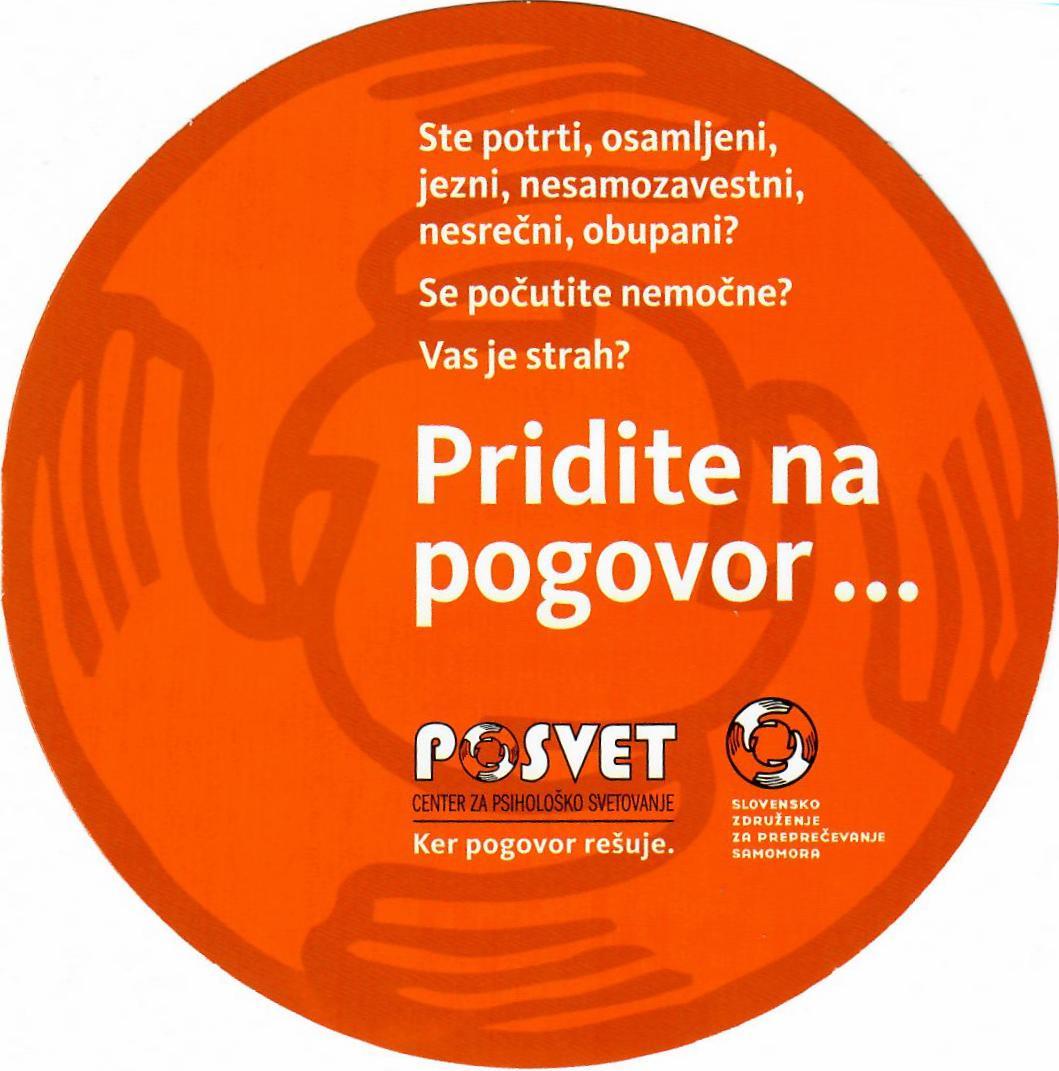 Ste potrti, osamljeni,
jezni, nesamozavestni,
nesrečni, obupani?
Se počutite nemočne?
Vas je strah?
Pridite na
pogovor ...
POSVET
CENTER ZA PSIHOLOŠKO SVETOVANJE
Ker pogovor rešuje.
SLOVENSKO
ZDRUŽENJE
ZA PREPREČEVANJE
SAMOMORA